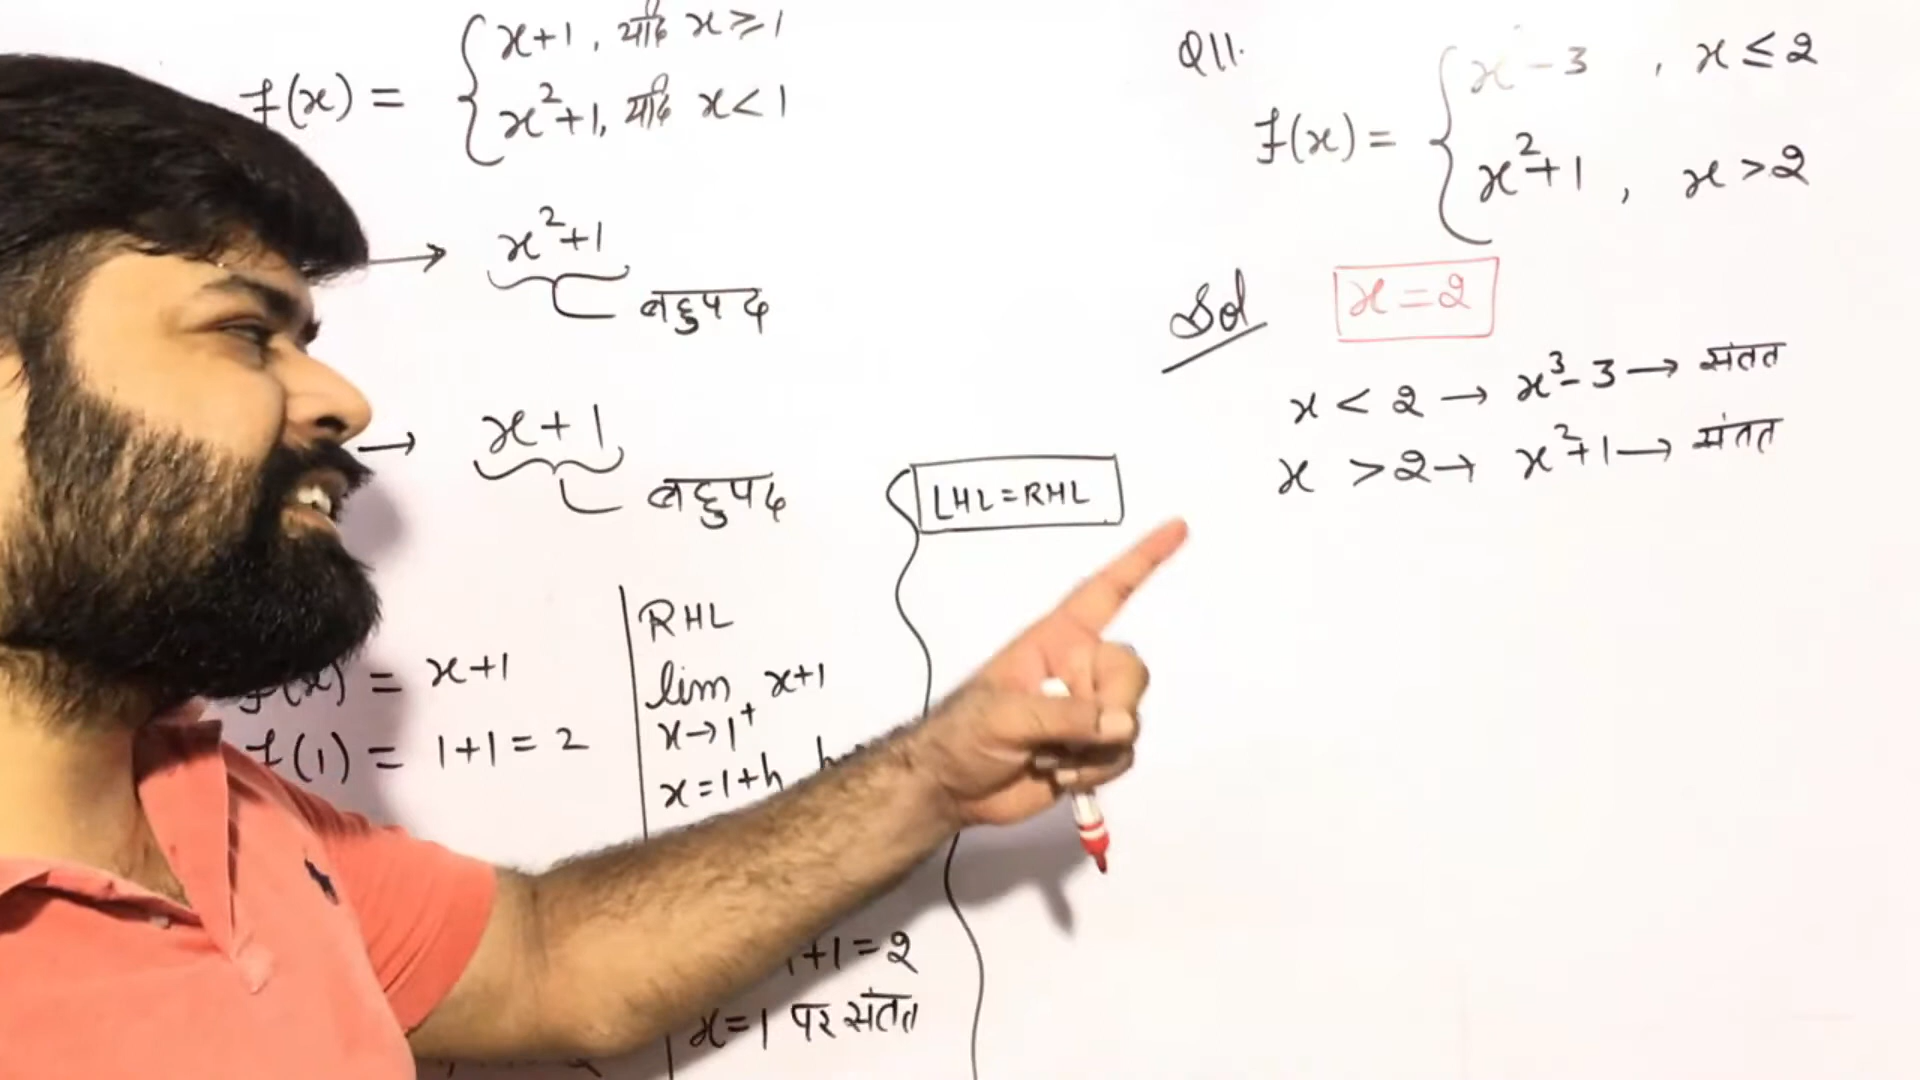 f(x) = { x+1, यदि x ≥ 1
x²+1, यदि x < 1
→ x²+1
बहुपद
→ x+1
बहुपद
f(x) = x+1
f(1) = 1+1 = 2
RHL
lim x+1
x→1⁺
x=1+h
1+1=2
x=1 पर संतत
LHL = RHL
Q11.
f(x) = { x - 3 , x ≤ 2
x²+1 , x > 2
Sol x = 2
x < 2 → x³-3 → संतत
x > 2 → x²+1 → संतत